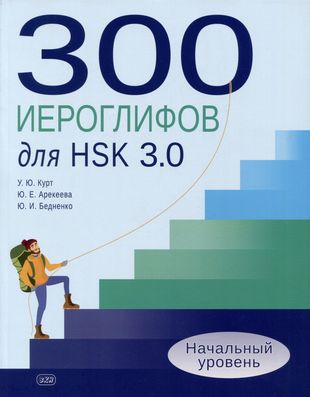 300
ИЕРОГЛИФОВ
для HSK 3.0
У. Ю. Курт
Ю. Е. Арекеева
Ю. И. Бедненко
Начальный
уровень